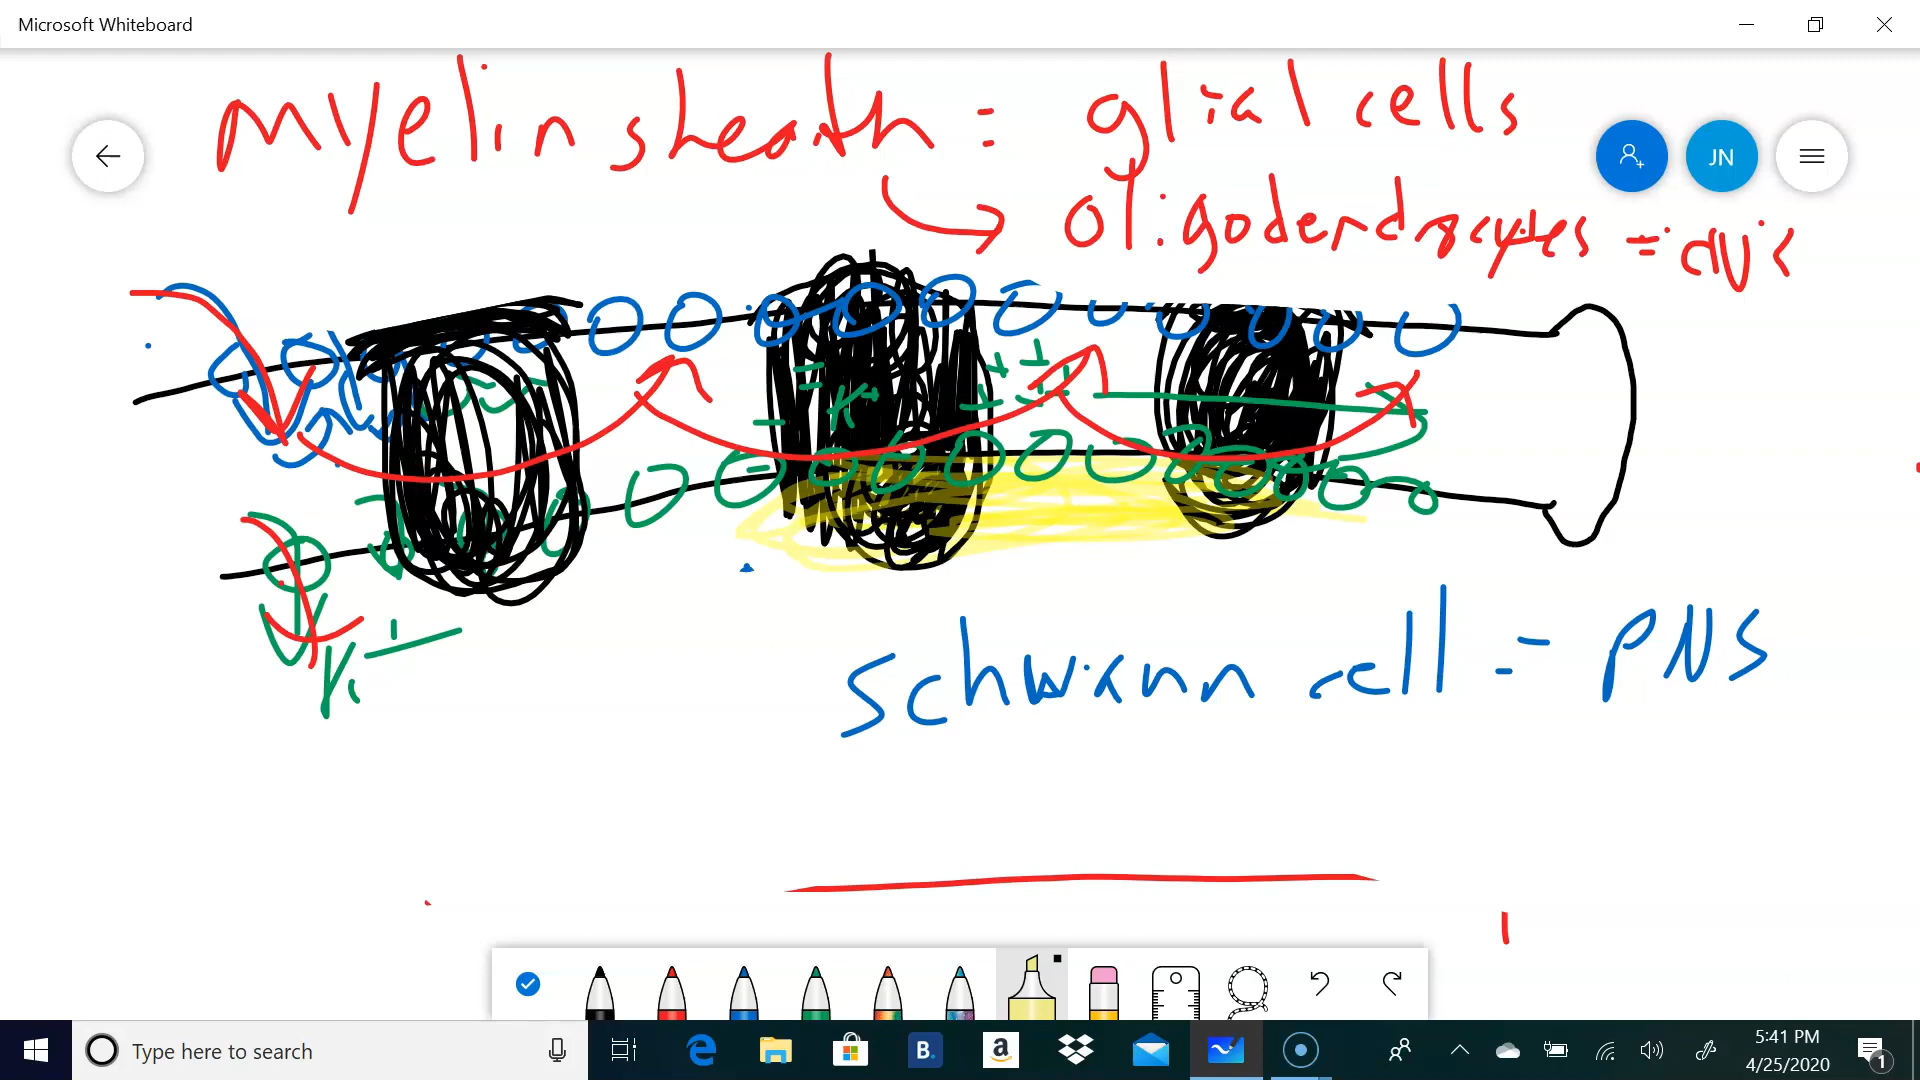 Microsoft Whiteboard
myelin sheath = glial cells
JN
→ oligodendrocytes = CNS
K+
K+
schwann cell = PNS
Type here to search
B.
a
5:41 PM
4/25/2020
1